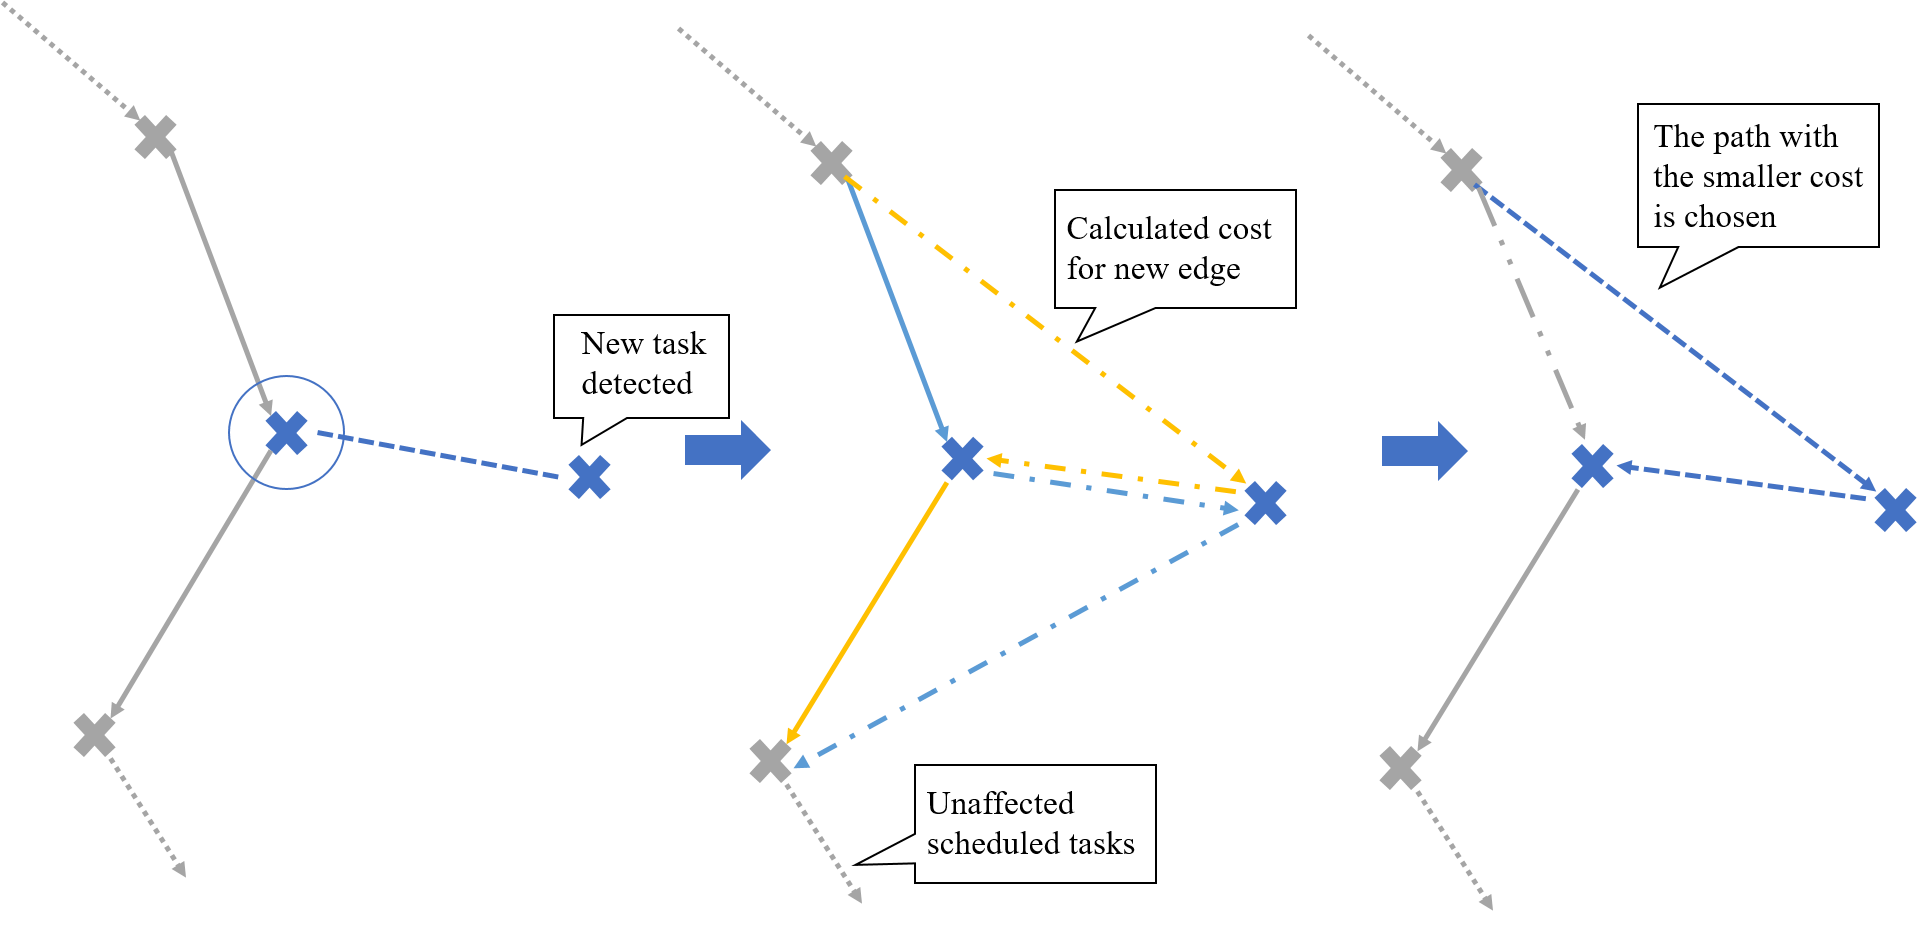 New task
detected
Calculated cost
for new edge
Unaffected
scheduled tasks
The path with
the smaller cost
is chosen